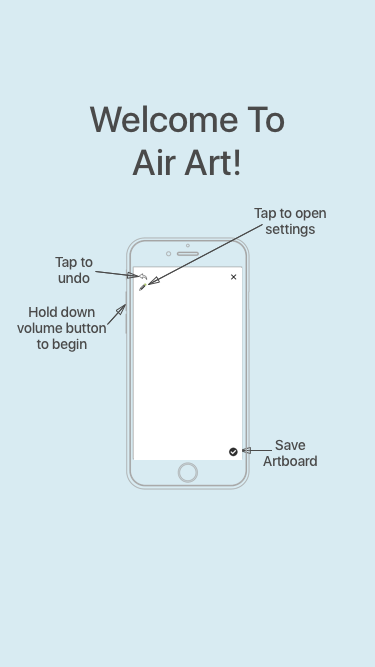 Welcome To
Air Art!
Tap to open
settings
Tap to
undo
Hold down
volume button
to begin
Save
Artboard